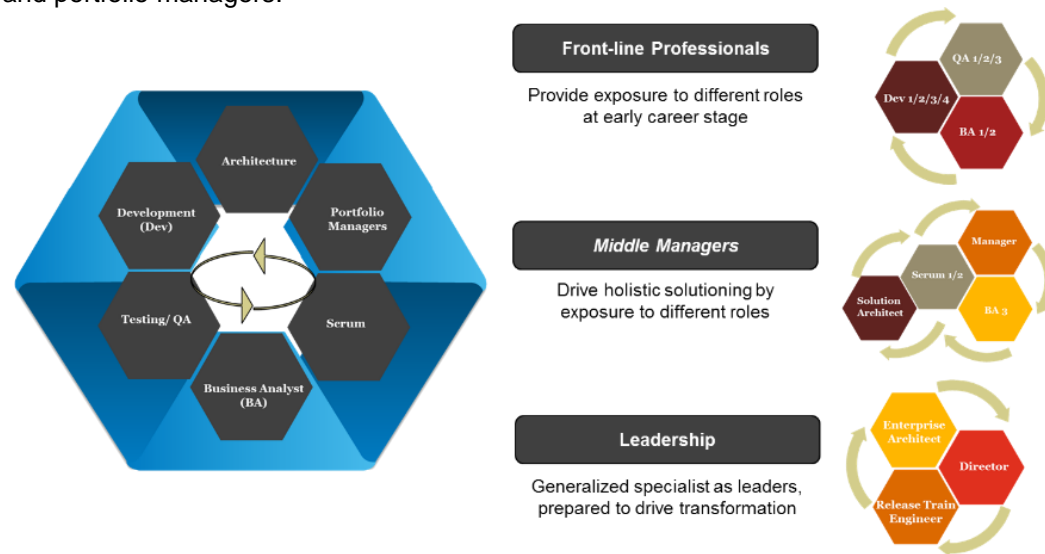 and portfolio managers.
Architecture
Development
(Dev)
Portfolio
Managers
Testing/ QA
Scrum
Business Analyst
(BA)
Front-line Professionals
Provide exposure to different roles
at early career stage
QA 1/2/3
Dev 1/2/3/4
BA 1/2
Middle Managers
Drive holistic solutioning by
exposure to different roles
Manager
Scrum 1/2
Solution
Architect
BA 3
Leadership
Generalized specialist as leaders,
prepared to drive transformation
Enterprise
Architect
Director
Release Train
Engineer